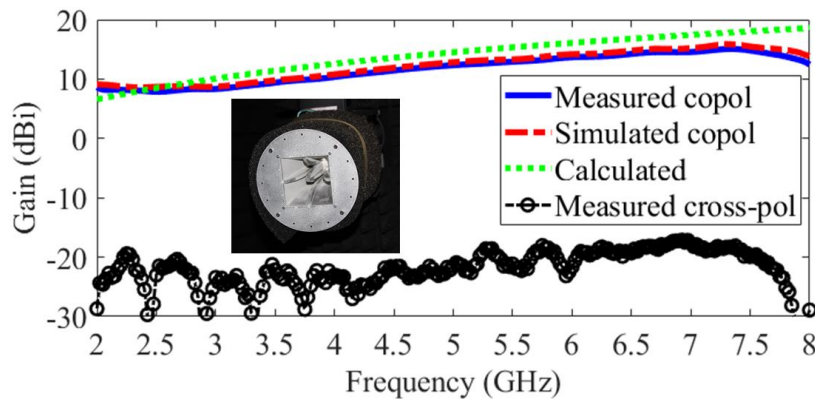 20
10
0
-10
-20
-30
Gain (dBi)
Measured copol
Simulated copol
Calculated
Measured cross-pol
2 2.5 3 3.5 4 4.5 5 5.5 6 6.5 7 7.5 8
Frequency (GHz)